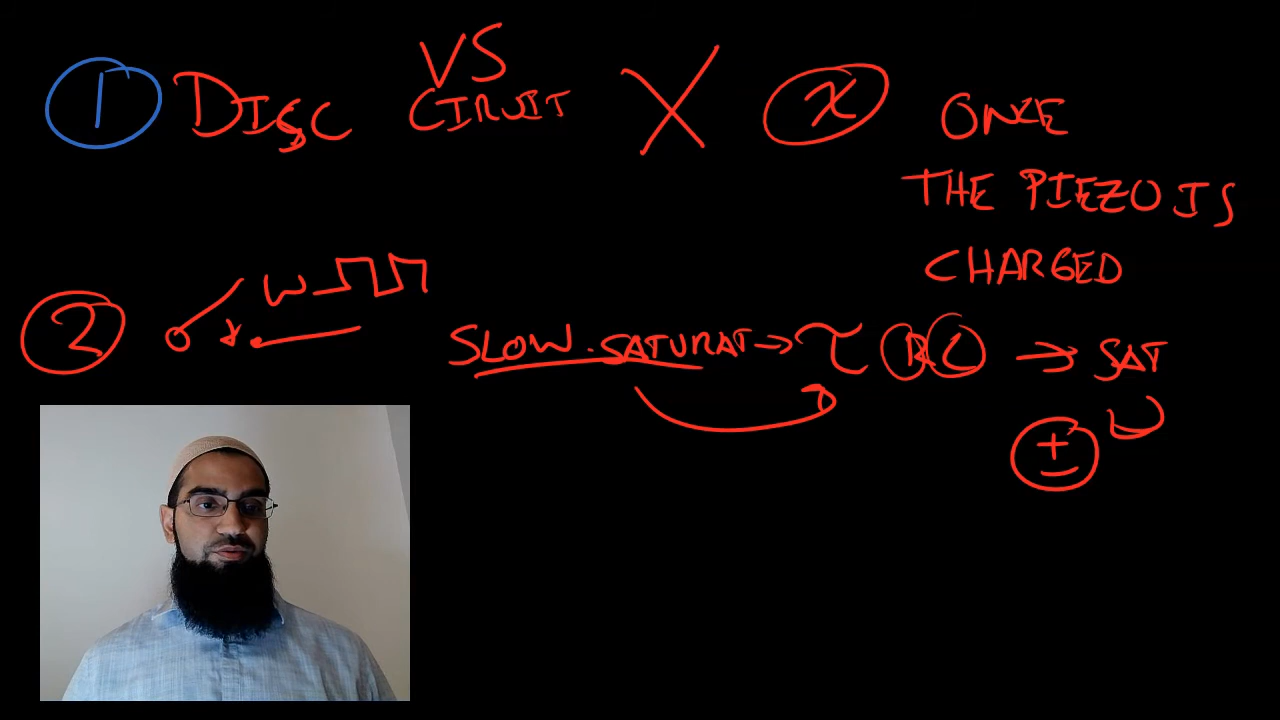 1 DISC VS CIRUIT X x ONCE
THE PIEZO IS
CHARGED
2 W
SLOW.SATURAT → τ RC → SAT
±